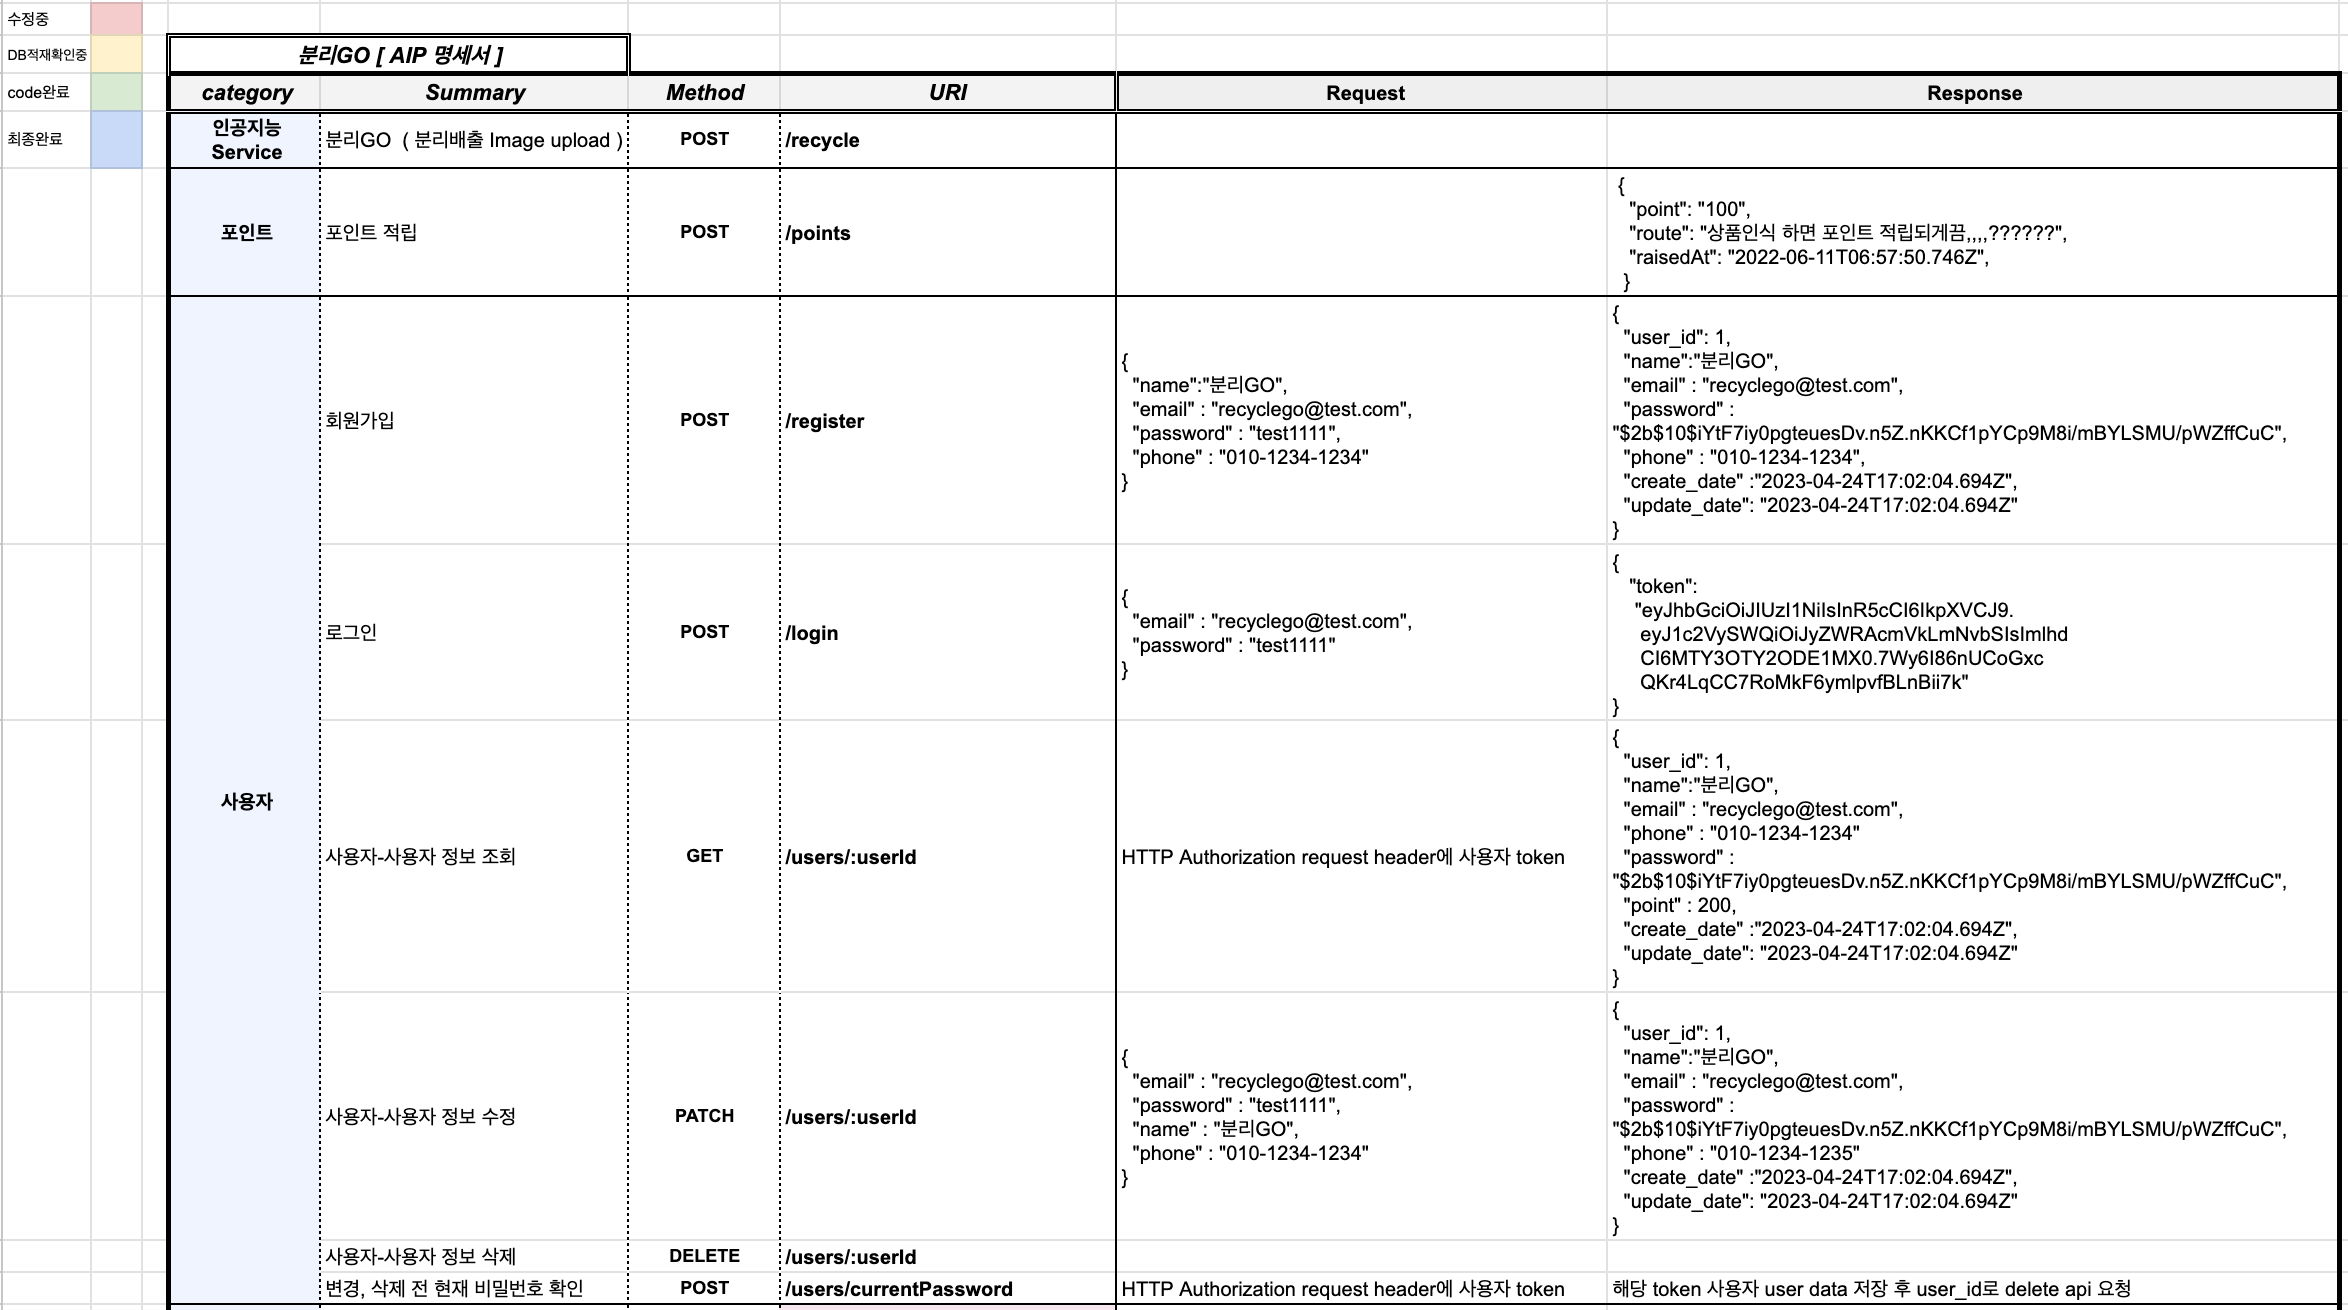 수정중
DB적재확인중
code완료
최종완료
분리GO [ AIP 명세서 ]
category Summary Method URI Request Response
인공지능
Service
분리GO ( 분리배출 Image upload ) POST /recycle
포인트 포인트 적립 POST /points
{
"point": "100",
"route": "상품인식 하면 포인트 적립되게끔,,,,??????",
"raisedAt": "2022-06-11T06:57:50.746Z",
}
사용자
회원가입 POST /register
{
"name":"분리GO",
"email" : "recyclego@test.com",
"password" : "test1111",
"phone" : "010-1234-1234"
}
{
"user_id": 1,
"name":"분리GO",
"email" : "recyclego@test.com",
"password" :
"$2b$10$iYtF7iy0pgteuesDv.n5Z.nKKCf1pYCp9M8i/mBYLSMU/pWZffCuC",
"phone" : "010-1234-1234",
"create_date" :"2023-04-24T17:02:04.694Z",
"update_date": "2023-04-24T17:02:04.694Z"
}
로그인 POST /login
{
"email" : "recyclego@test.com",
"password" : "test1111"
}
{
"token":
"eyJhbGciOiJIUzI1NiIsInR5cCI6IkpXVCJ9.
eyJ1c2VySWQiOiJyZWRAcmVkLmNvbSIsImlhd
CI6MTY3OTY2ODE1MX0.7Wy6I86nUCoGxc
QKr4LqCC7RoMkF6ymlpvfBLnBii7k"
}
사용자-사용자 정보 조회 GET /users/:userId HTTP Authorization request header에 사용자 token
{
"user_id": 1,
"name":"분리GO",
"email" : "recyclego@test.com",
"phone" : "010-1234-1234"
"password" :
"$2b$10$iYtF7iy0pgteuesDv.n5Z.nKKCf1pYCp9M8i/mBYLSMU/pWZffCuC",
"point" : 200,
"create_date" :"2023-04-24T17:02:04.694Z",
"update_date": "2023-04-24T17:02:04.694Z"
}
사용자-사용자 정보 수정 PATCH /users/:userId
{
"email" : "recyclego@test.com",
"password" : "test1111",
"name" : "분리GO",
"phone" : "010-1234-1234"
}
{
"user_id": 1,
"name":"분리GO",
"email" : "recyclego@test.com",
"password" :
"$2b$10$iYtF7iy0pgteuesDv.n5Z.nKKCf1pYCp9M8i/mBYLSMU/pWZffCuC",
"phone" : "010-1234-1235"
"create_date" :"2023-04-24T17:02:04.694Z",
"update_date": "2023-04-24T17:02:04.694Z"
}
사용자-사용자 정보 삭제 DELETE /users/:userId
변경, 삭제 전 현재 비밀번호 확인 POST /users/currentPassword HTTP Authorization request header에 사용자 token 해당 token 사용자 user data 저장 후 user_id로 delete api 요청